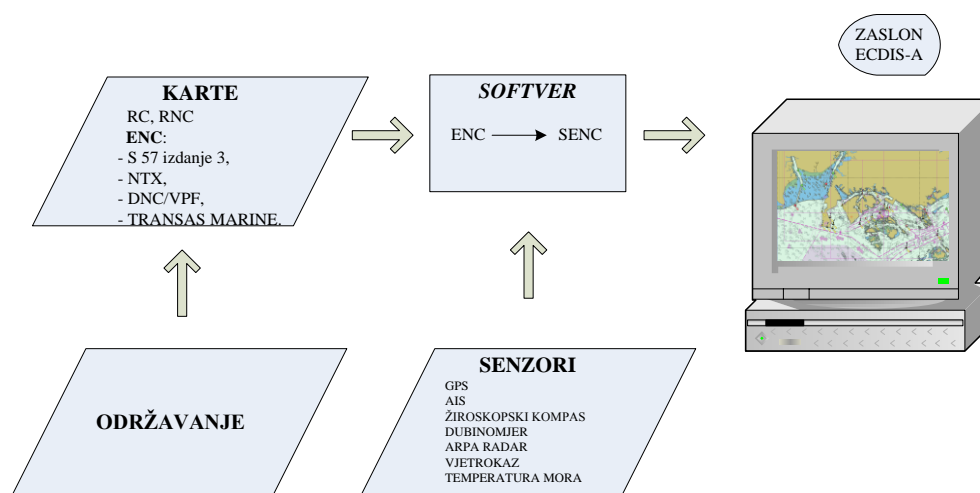 ZASLON
ECDIS-A
KARTE
RC, RNC
ENC:
- S 57 izdanje 3,
- NTX,
- DNC/VPF,
- TRANSAS MARINE.
SOFTVER
ENC SENC
ODRŽAVANJE
SENZORI
GPS
AIS
ŽIROSKOPSKI KOMPAS
DUBINOMJER
ARPA RADAR
VJETROKAZ
TEMPERATURA MORA